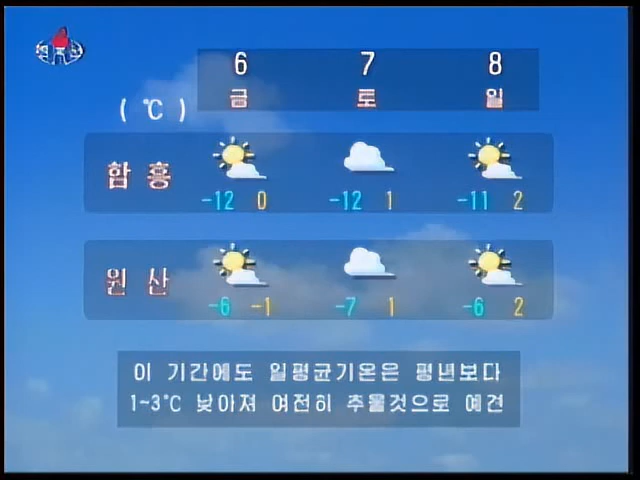 6 7 8
금 토 일
( ℃ )
함 흥
-12 0 -12 1 -11 2
원 산
-6 -1 -7 1 -6 2
이 기간에도 일평균기온은 평년보다
1~3℃ 낮아져 여전히 추울것으로 예견